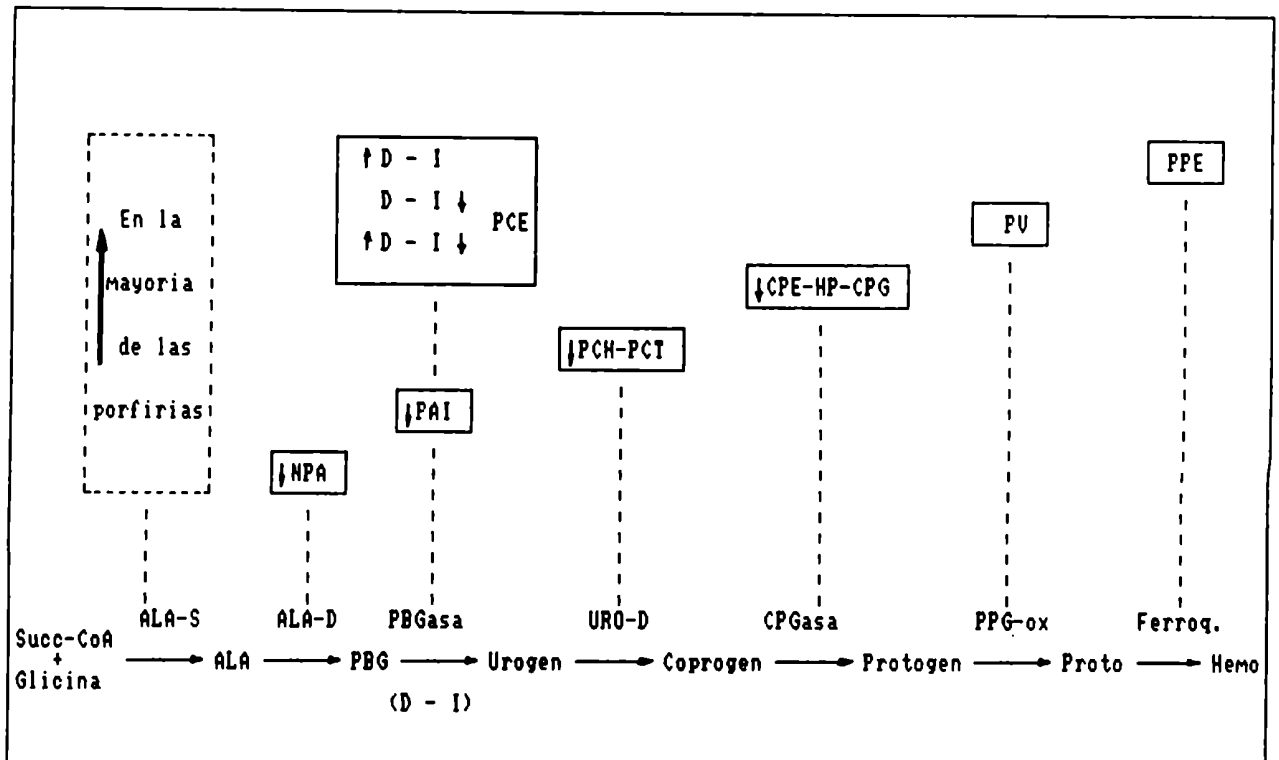 ↑D - I
D - I↓ PCE
↑D - I↓
PPE
En la
mayoria
de las
porfirias
PV
↓CPE-HP-CPG
↓PCH-PCT
↓PAI
↓NPA
ALA-S ALA-D PBGasa URO-D CPGasa PPG-ox Ferroq.
Succ-CoA
+
Glicina → ALA → PBG → Urogen → Coprogen → Protogen → Proto → Hemo
(D - I)